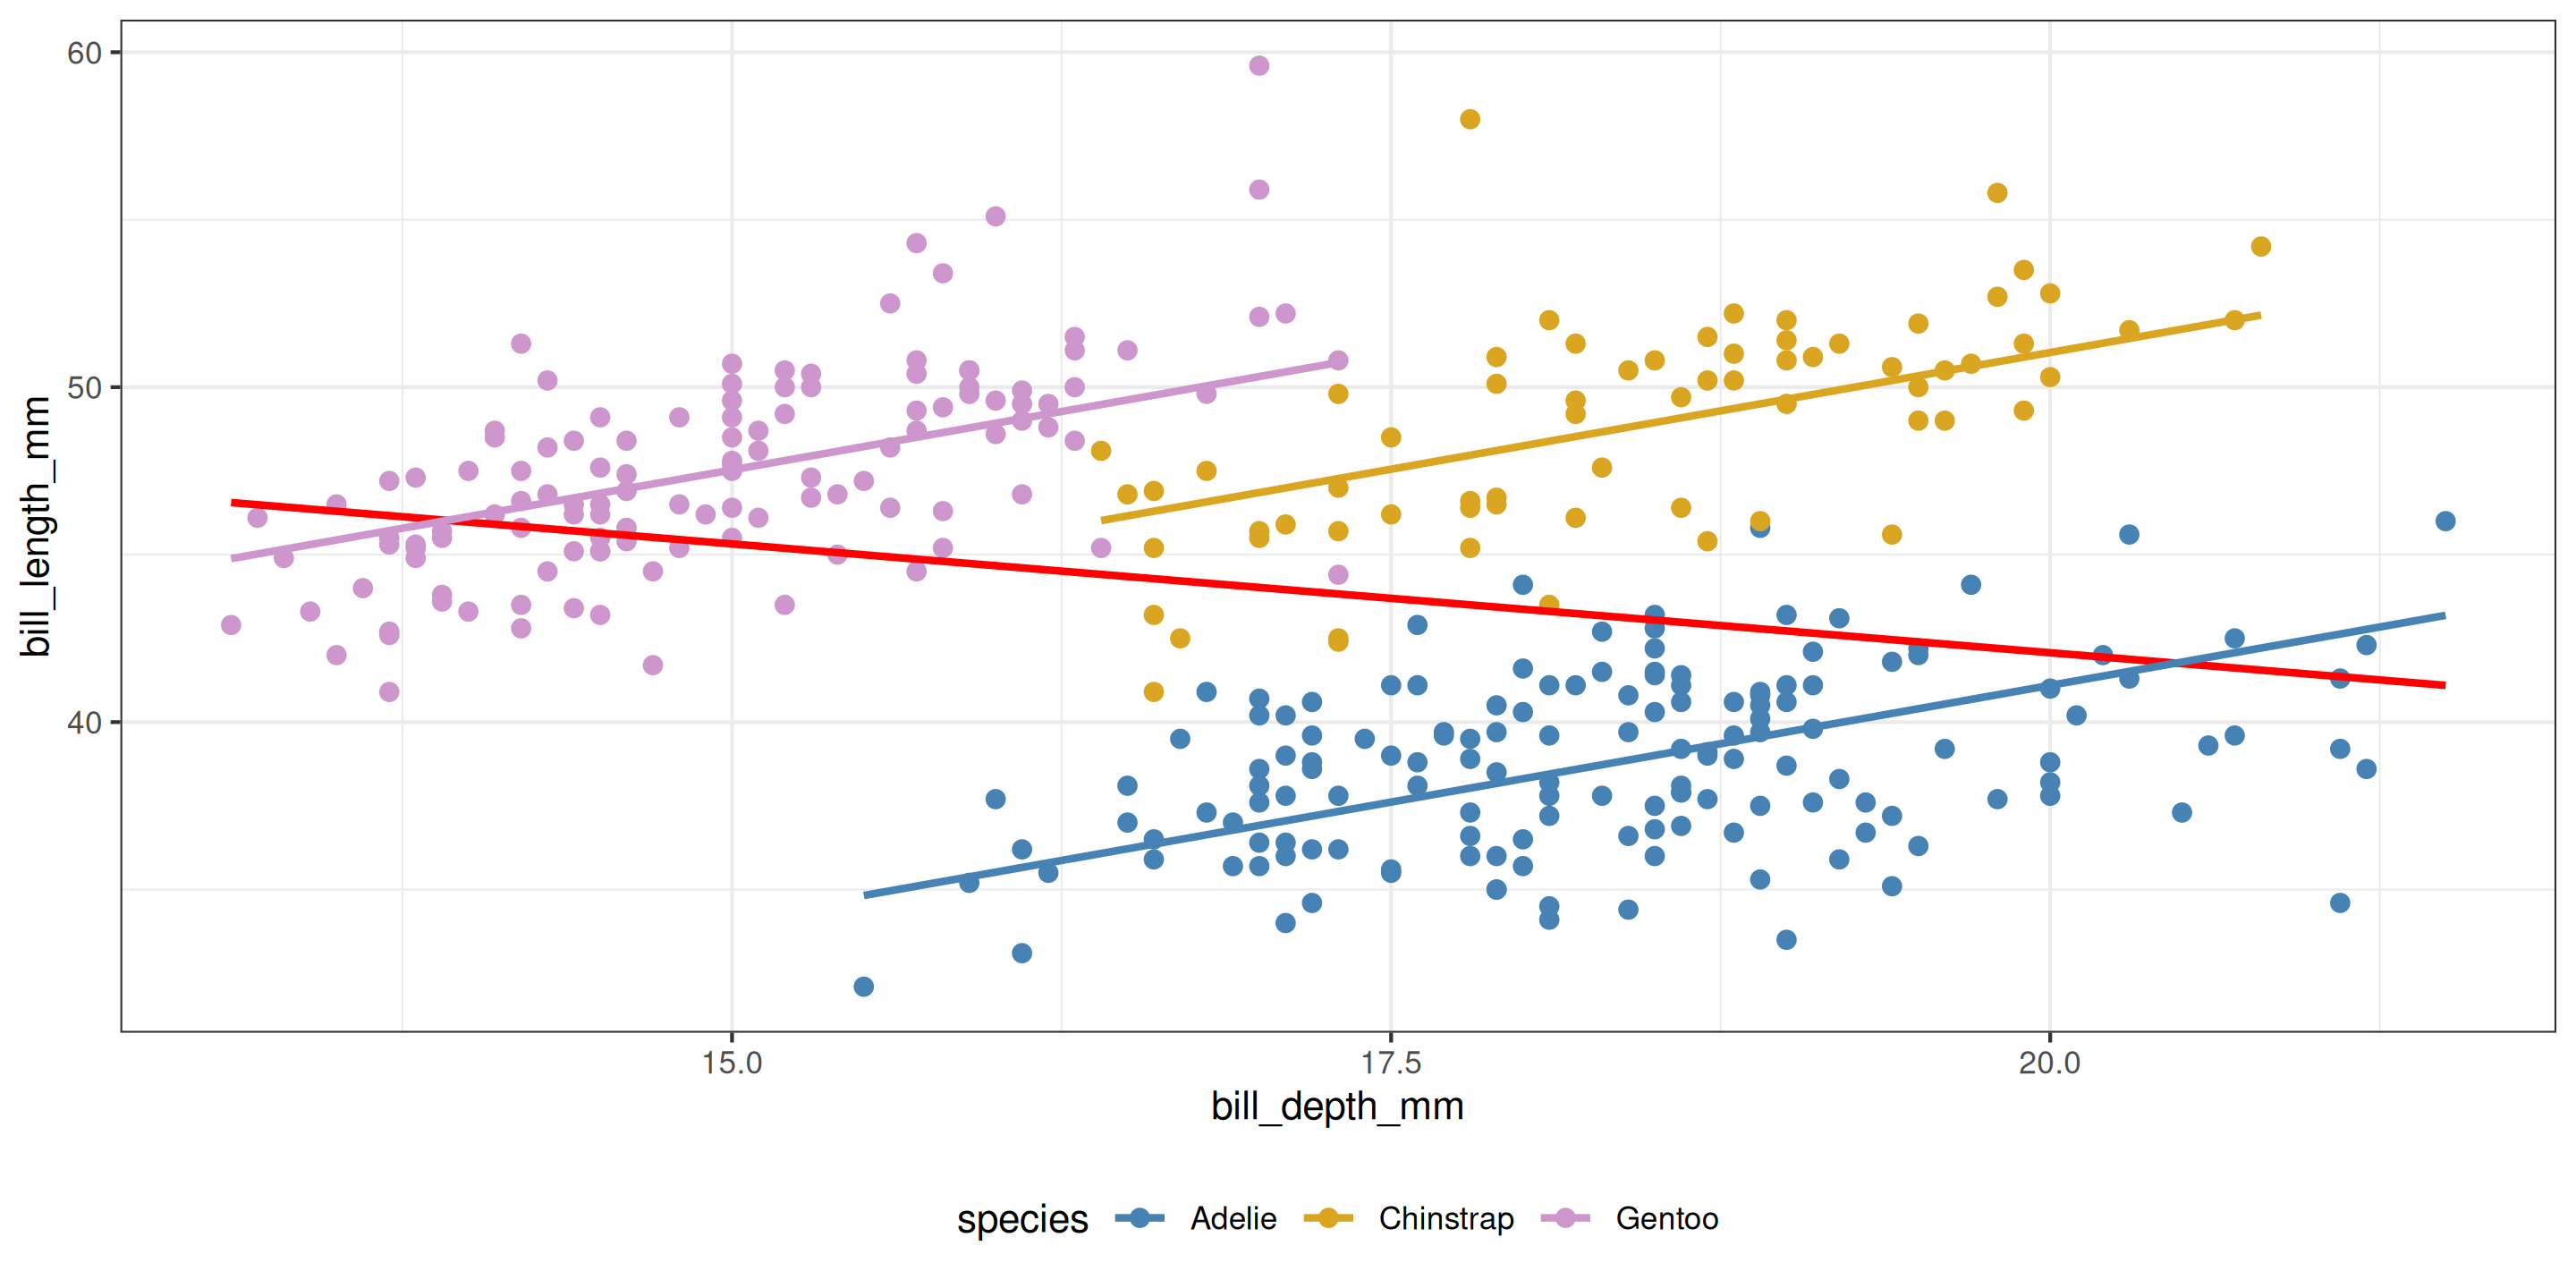 60
50
40
bill_length_mm
15.0 17.5 20.0
bill_depth_mm
species Adelie Chinstrap Gentoo